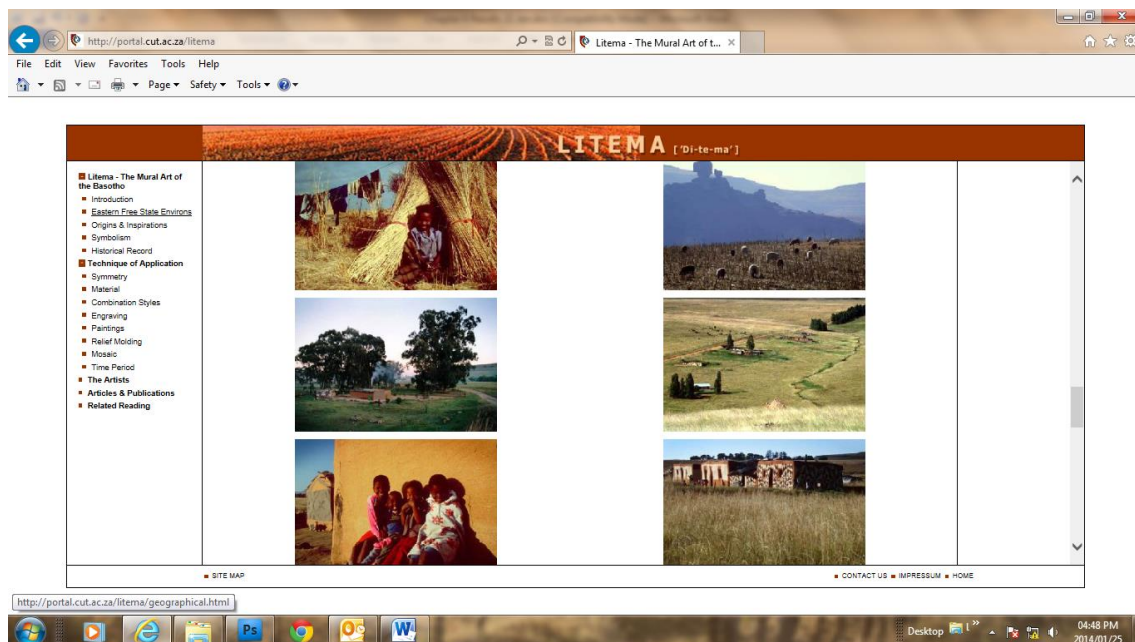 http://portal.cut.ac.za/litema
Litema - The Mural Art of t...
File Edit View Favorites Tools Help
Page Safety Tools
LITEMA ['Di-te-ma']
Litema - The Mural Art of
the Basotho
Introduction
Eastern Free State Environs
Origins & Inspirations
Symbolism
Historical Record
Technique of Application
Symmetry
Material
Combination Styles
Engraving
Paintings
Relief Molding
Mosaic
Time Period
The Artists
Articles & Publications
Related Reading
SITE MAP
CONTACT US IMPRESSUM HOME
http://portal.cut.ac.za/litema/geographical.html
Ps
W
Desktop
04:48 PM
2014/01/25